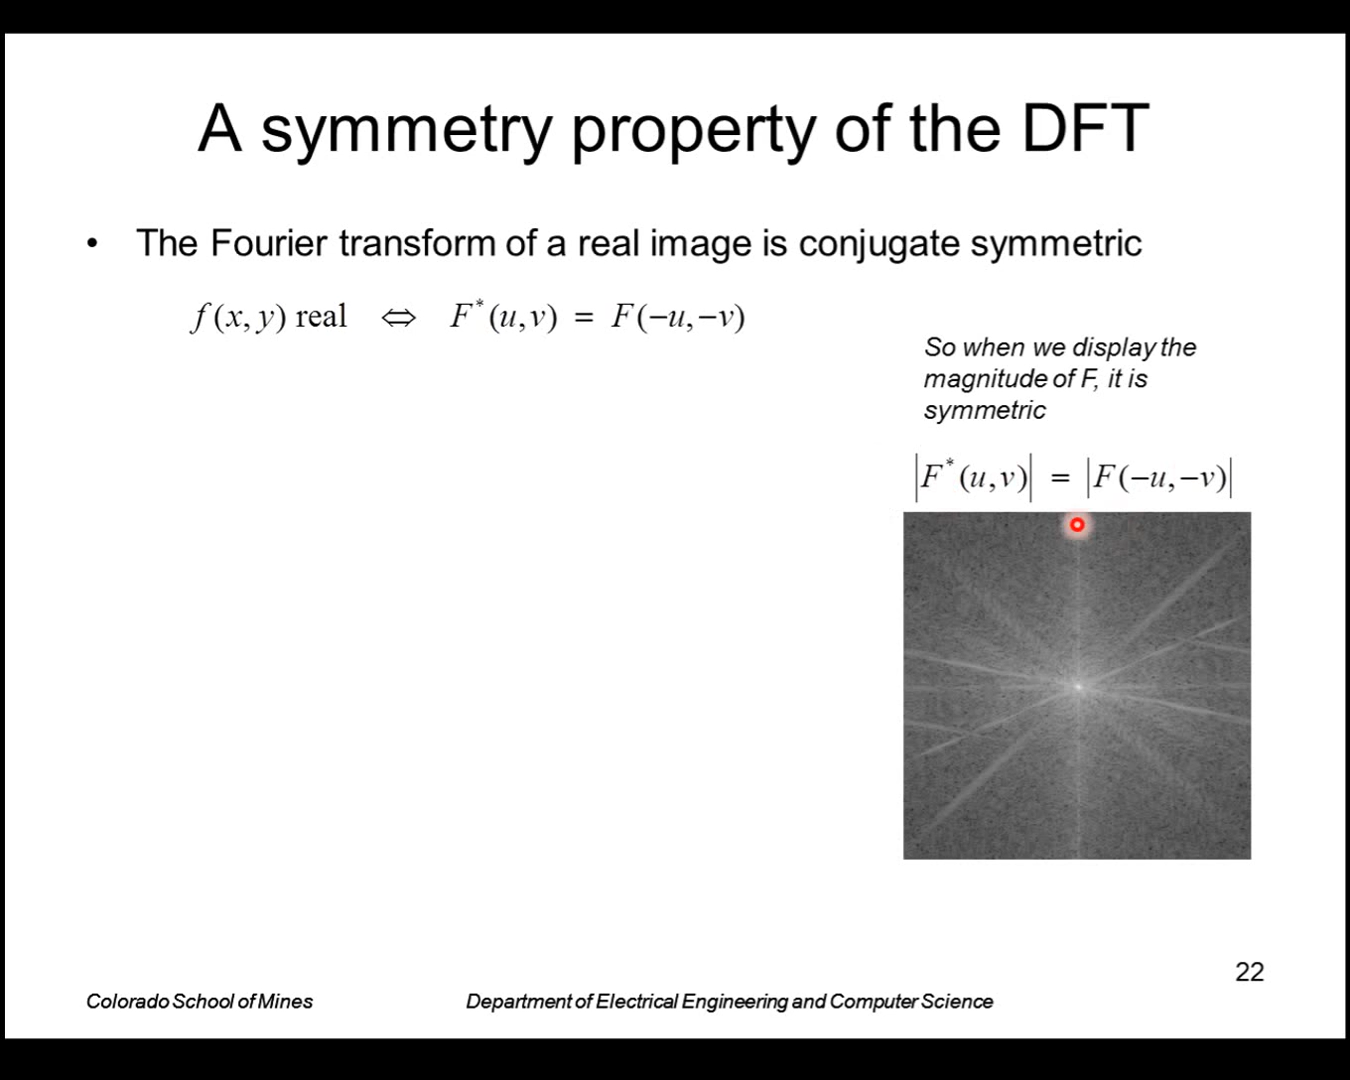 A symmetry property of the DFT
• The Fourier transform of a real image is conjugate symmetric
f(x, y) real ⇔ F*(u,v) = F(−u,−v)
So when we display the
magnitude of F, it is
symmetric
|F*(u,v)| = |F(−u,−v)|
22
Colorado School of Mines
Department of Electrical Engineering and Computer Science